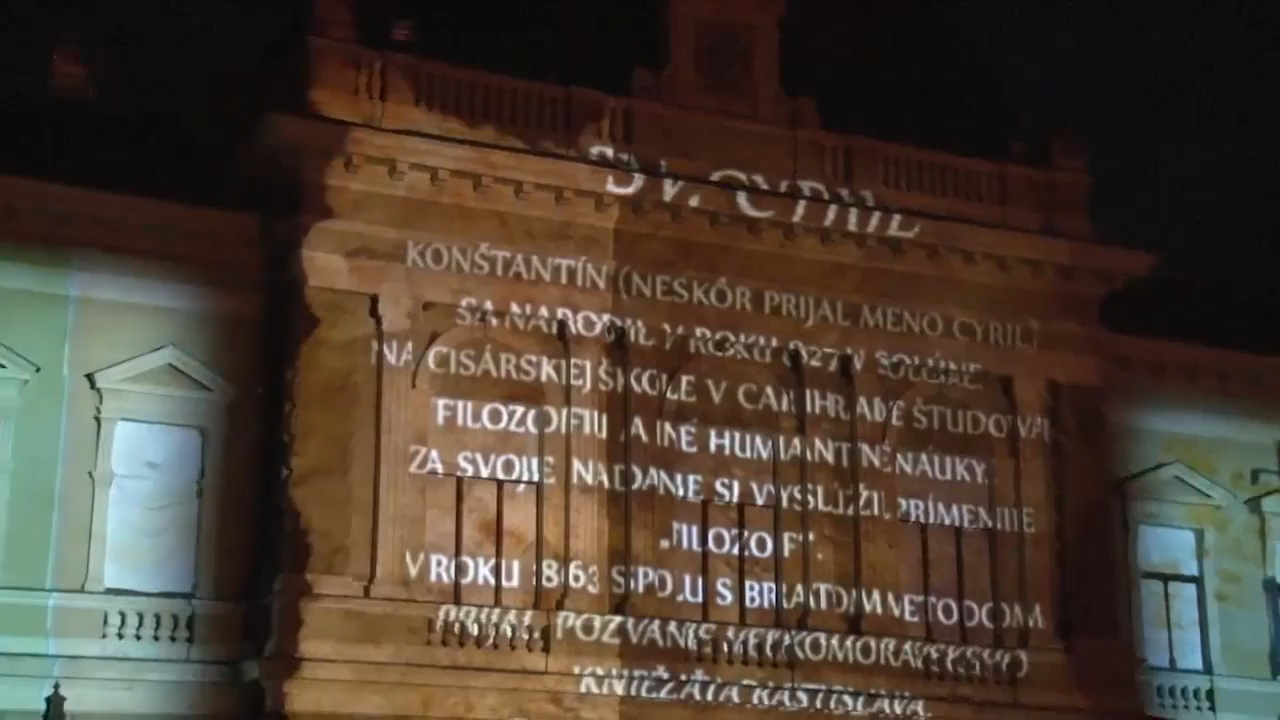 SV. CYRIL
KONŠTANTÍN (NESKÔR PRIJAL MENO CYRIL)
SA NARODIL V ROKU 827 V SOLÚNE.
NA CISÁRSKEJ ŠKOLE V CARIHRADE ŠTUDOVAL
FILOZOFIU A INÉ HUMANITNÉ NÁUKY.
ZA SVOJE NADANIE SI VYSLÚŽIL PRÍMENIE
„FILOZOF".
V ROKU 863 SPOLU S BRATOM METODOM
PRIJAL POZVANIE VEĽKOMORAVSKÉHO
KNIEŽAŤA RASTISLAVA.